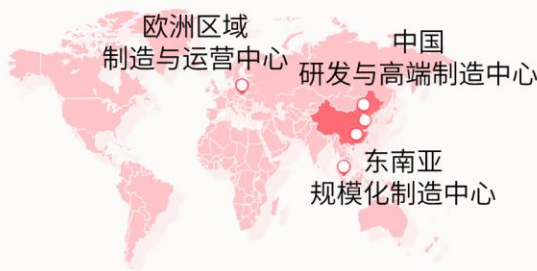 欧洲区域
制造与运营中心
中国
研发与高端制造中心
东南亚
规模化制造中心